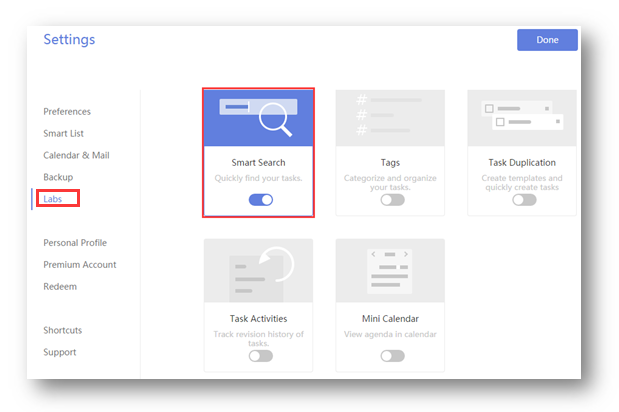 Settings
Done
Preferences
Smart List
Calendar & Mail
Backup
Labs
Personal Profile
Premium Account
Redeem
Shortcuts
Support
Smart Search
Quickly find your tasks.
Tags
Categorize and organize
your tasks.
Task Duplication
Create templates and
quickly create tasks
Task Activities
Track revision history of
tasks.
Mini Calendar
View agenda in calendar